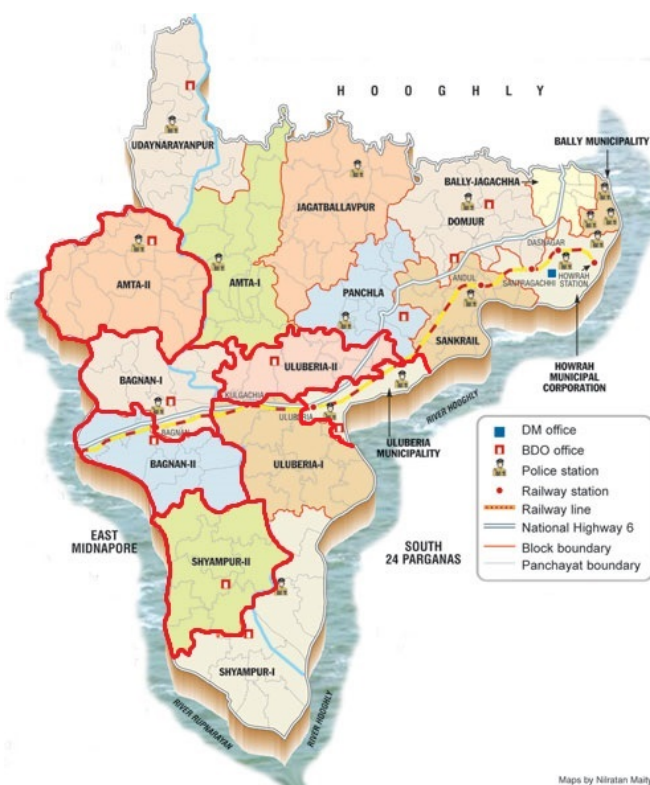 HOOGHLY
BALLY MUNICIPALITY
UDAYNARAYANPUR
BALLY-JAGACHHA
JAGATBALLAVPUR
DOMJUR
DASNAGAR
HOWRAH
STATION
AMTA-II
AMTA-I
PANCHLA
ANDUL
SANTRAGACHHI
SANKRAIL
HOWRAH
MUNICIPAL
CORPORATION
BAGNAN-I
ULUBERIA-II
KULGACHIA
RIVER HOOGHLY
ULUBERIA
BAGNAN
ULUBERIA
MUNICIPALITY
BAGNAN-II
ULUBERIA-I
DM office
BDO office
Police station
Railway station
Railway line
National Highway 6
Block boundary
Panchayat boundary
EAST
MIDNAPORE
SOUTH
24 PARGANAS
SHYAMPUR-II
SHYAMPUR-I
RIVER RUPNARAYAN
RIVER HOOGHLY
Maps by Nilratan Maity